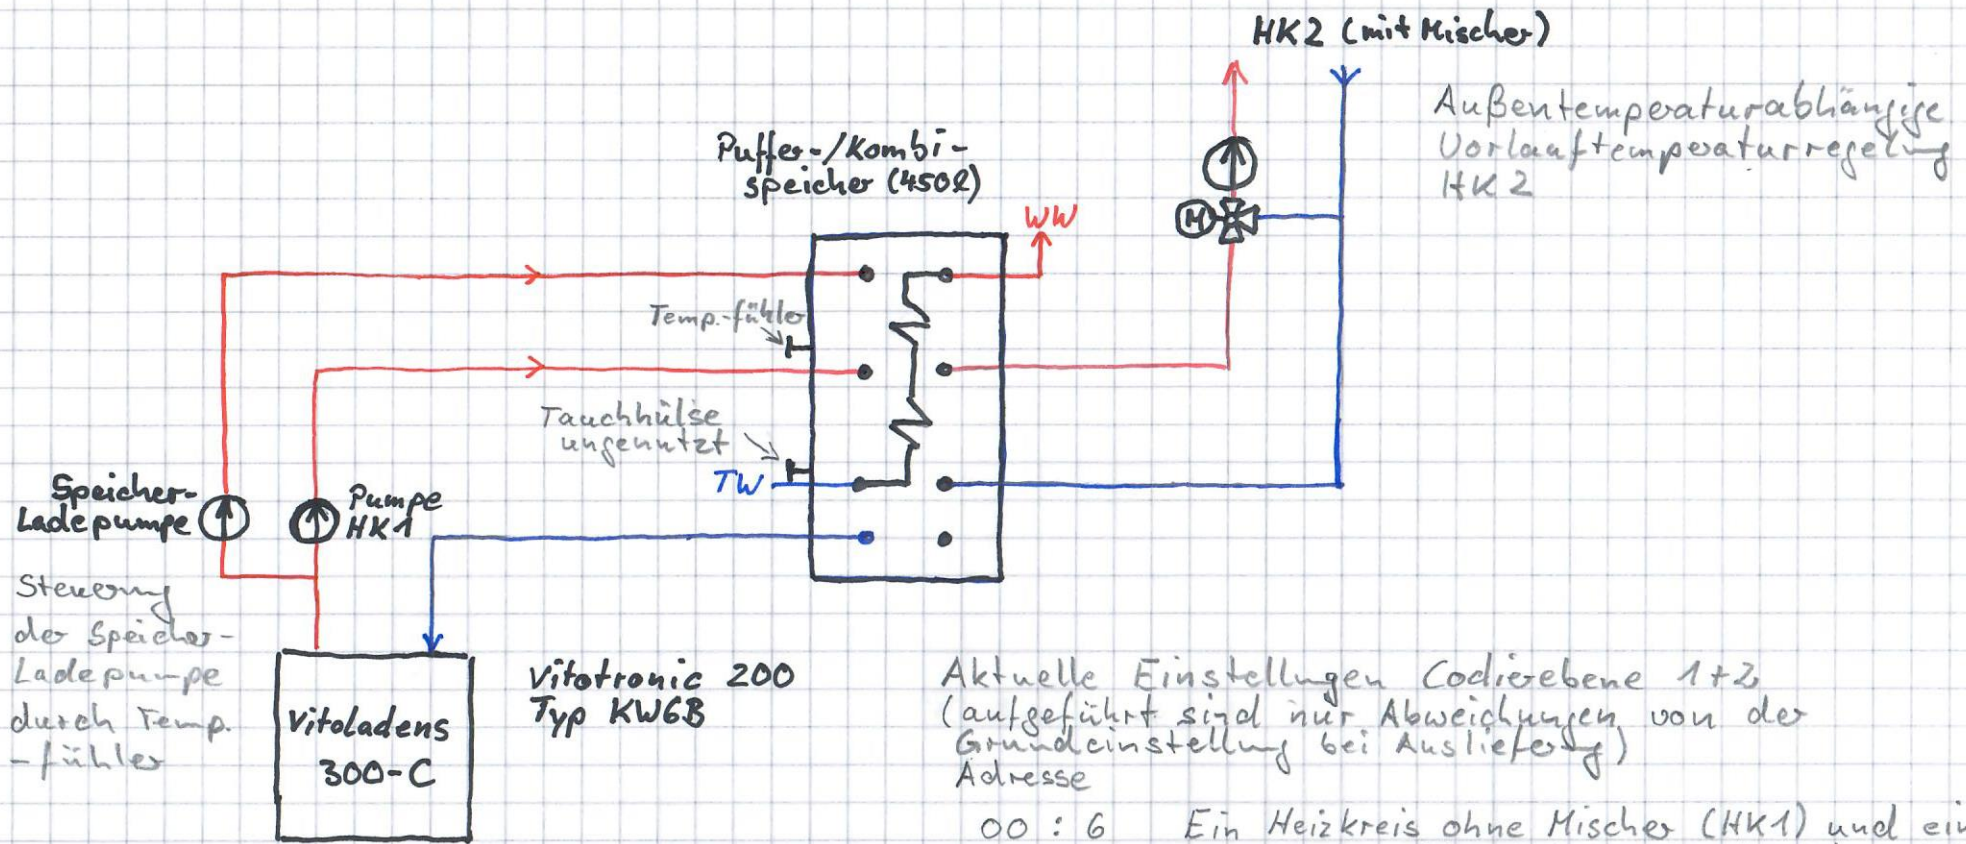 HK2 (mit Mischer)
Außentemperaturabhängige
Vorlauftemperaturregelung
HK2
Puffer-/Kombi-
speicher (450l)
WW
M
Temp.-fühler
Tauchhülse
ungenutzt
TW
Speicher-
Ladepumpe
Pumpe
HK1
Steuerung
der Speicher-
Ladepumpe
durch Temp.
-fühler
Vitoladens
300-C
Vitotronic 200
Typ KW6B
Aktuelle Einstellungen Codierebene 1+2
(aufgeführt sind nur Abweichungen von der
Grundeinstellung bei Auslieferung)
Adresse
00 : 6 Ein Heizkreis ohne Mischer (HK1) und ein